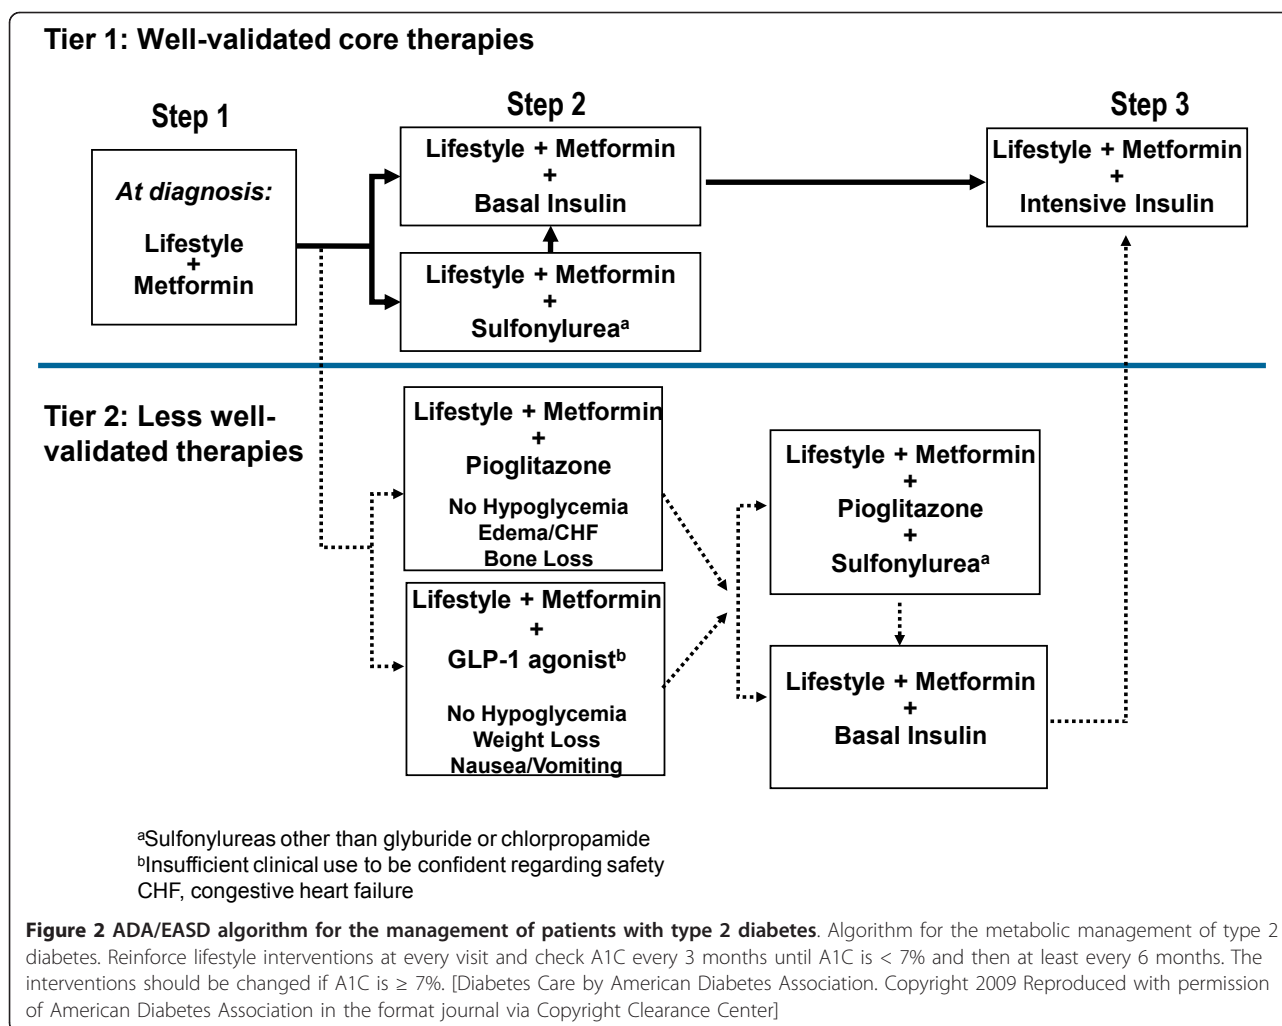 Tier 1: Well-validated core therapies
Step 1
At diagnosis:
Lifestyle
+
Metformin
Step 2
Lifestyle + Metformin
+
Basal Insulin
Lifestyle + Metformin
+
Sulfonylureaᵃ
Step 3
Lifestyle + Metformin
+
Intensive Insulin
Tier 2: Less well-
validated therapies
Lifestyle + Metformin
+
Pioglitazone
No Hypoglycemia
Edema/CHF
Bone Loss
Lifestyle + Metformin
+
GLP-1 agonistᵇ
No Hypoglycemia
Weight Loss
Nausea/Vomiting
Lifestyle + Metformin
+
Pioglitazone
+
Sulfonylureaᵃ
Lifestyle + Metformin
+
Basal Insulin
ᵃSulfonylureas other than glyburide or chlorpropamide
ᵇInsufficient clinical use to be confident regarding safety
CHF, congestive heart failure
Figure 2 ADA/EASD algorithm for the management of patients with type 2 diabetes. Algorithm for the metabolic management of type 2
diabetes. Reinforce lifestyle interventions at every visit and check A1C every 3 months until A1C is < 7% and then at least every 6 months. The
interventions should be changed if A1C is ≥ 7%. [Diabetes Care by American Diabetes Association. Copyright 2009 Reproduced with permission
of American Diabetes Association in the format journal via Copyright Clearance Center]